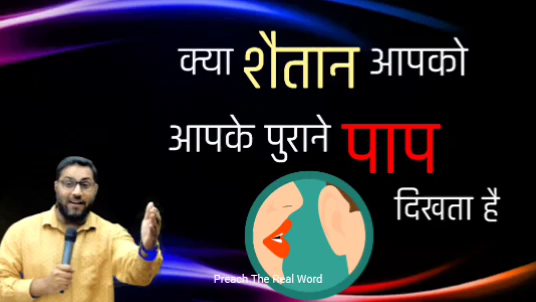 क्या शैतान आपको
आपके पुराने पाप
दिखता है
Preach The Real Word